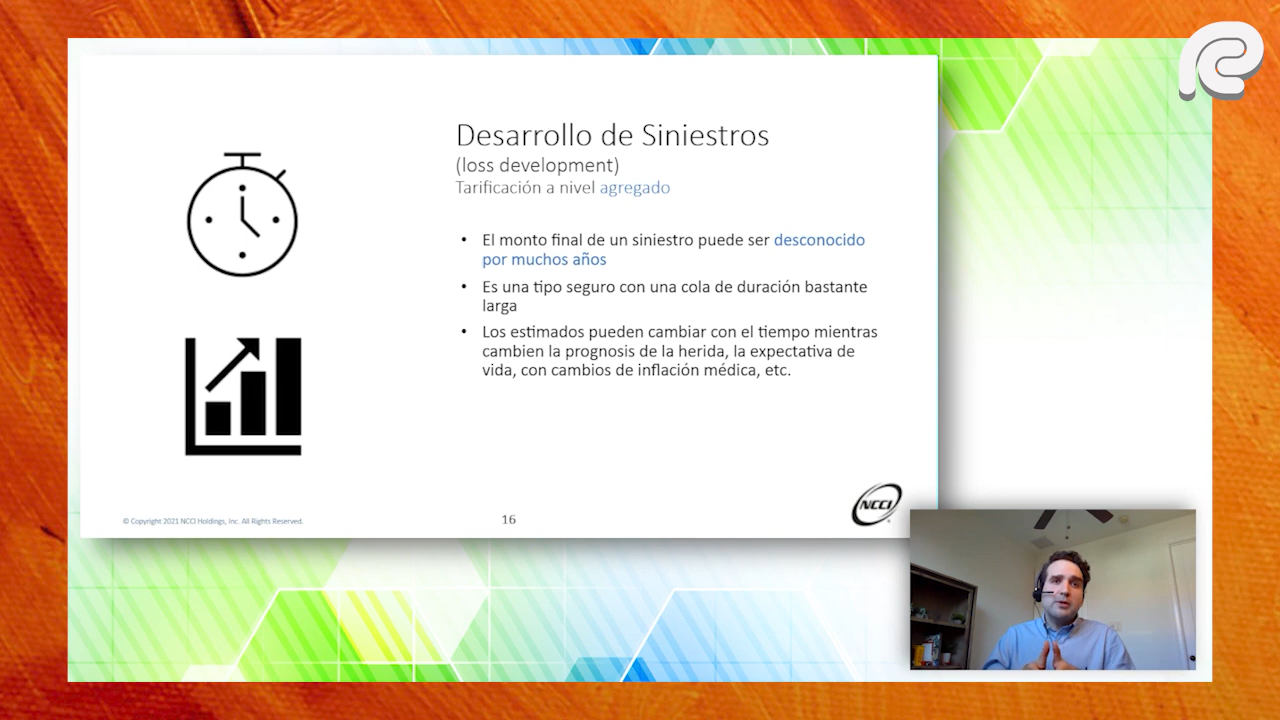 Desarrollo de Siniestros
(loss development)
Tarificación a nivel agregado
• El monto final de un siniestro puede ser desconocido
por muchos años
• Es una tipo seguro con una cola de duración bastante
larga
• Los estimados pueden cambiar con el tiempo mientras
cambien la prognosis de la herida, la expectativa de
vida, con cambios de inflación médica, etc.
© Copyright 2021 NCCI Holdings, Inc. All Rights Reserved.
16
NCCI